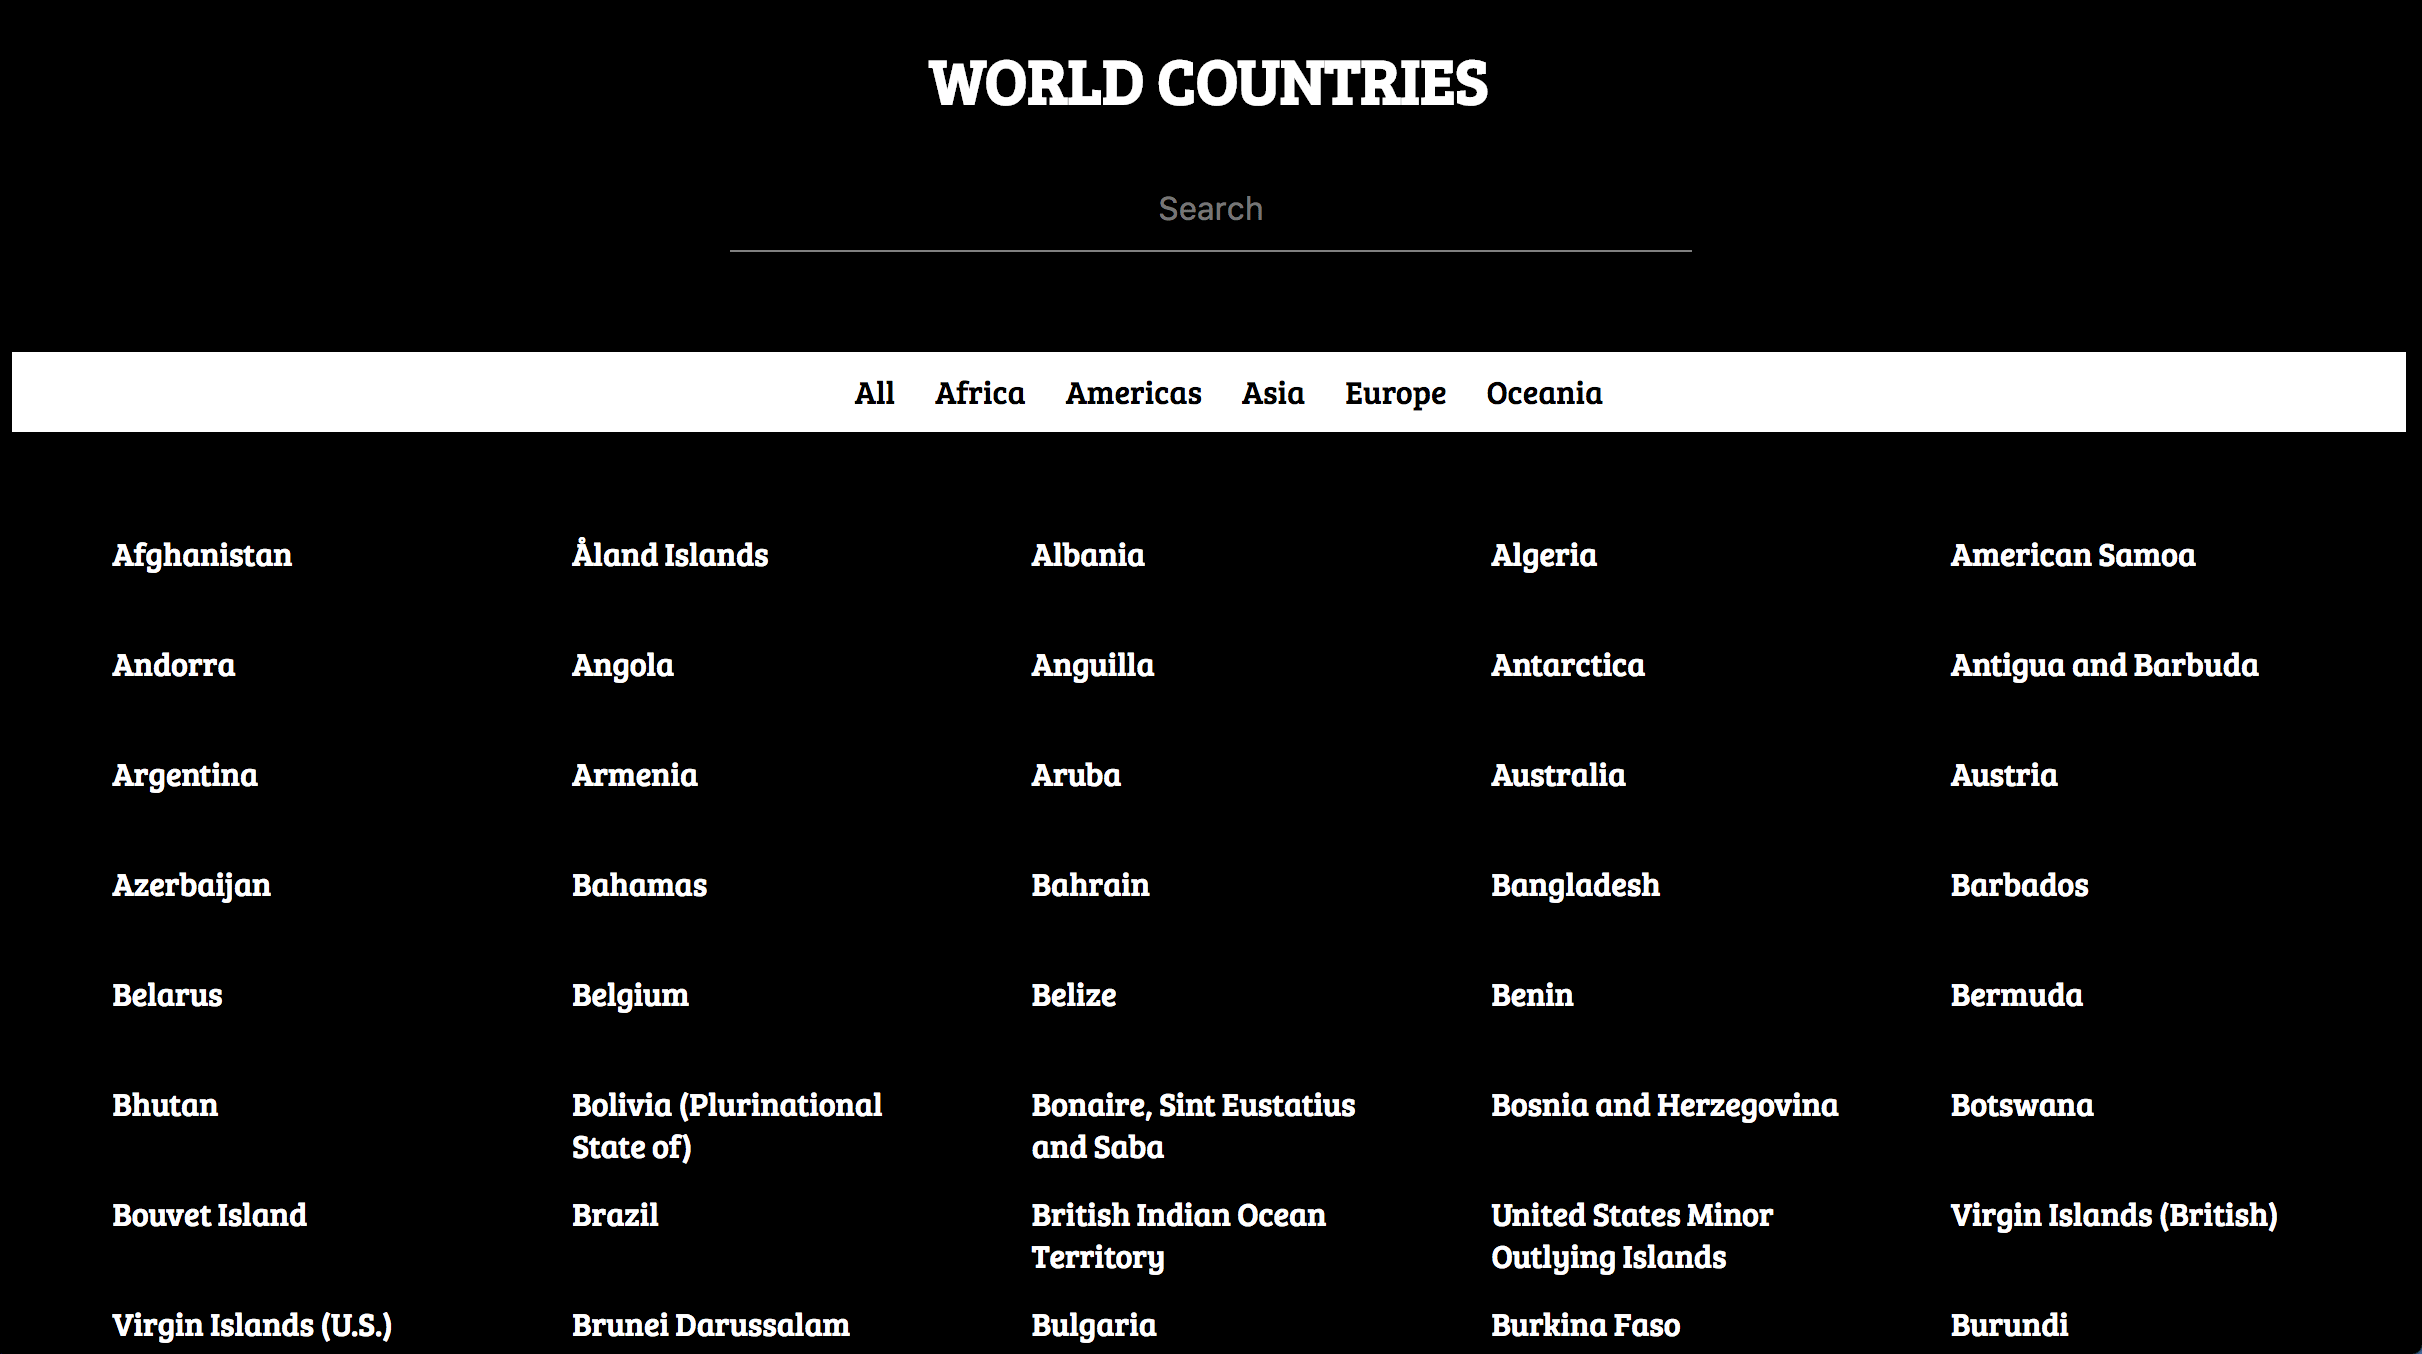 WORLD COUNTRIES
Search
All Africa Americas Asia Europe Oceania
Afghanistan Åland Islands Albania Algeria American Samoa
Andorra Angola Anguilla Antarctica Antigua and Barbuda
Argentina Armenia Aruba Australia Austria
Azerbaijan Bahamas Bahrain Bangladesh Barbados
Belarus Belgium Belize Benin Bermuda
Bhutan Bolivia (Plurinational Bonaire, Sint Eustatius Bosnia and Herzegovina Botswana
State of) and Saba
Bouvet Island Brazil British Indian Ocean United States Minor Virgin Islands (British)
Territory Outlying Islands
Virgin Islands (U.S.) Brunei Darussalam Bulgaria Burkina Faso Burundi